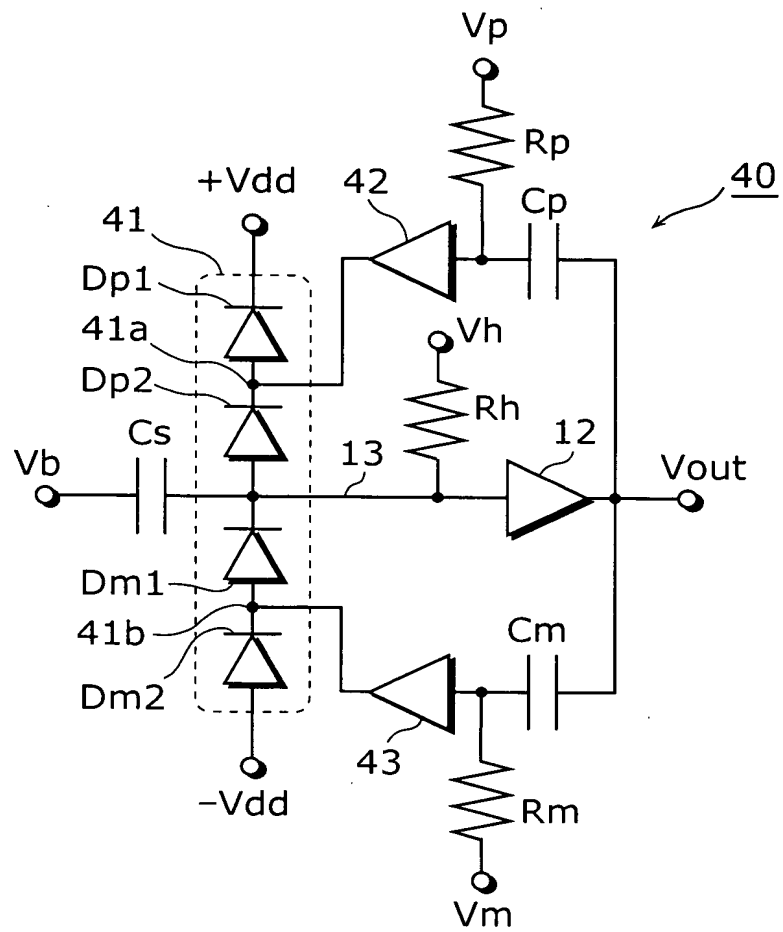 Vp
Rp
40
+Vdd
42
Cp
41
Dp1
41a
Vh
Dp2
Rh
Cs
12
Vb
13
Vout
Dm1
41b
Cm
Dm2
43
−Vdd
Rm
Vm